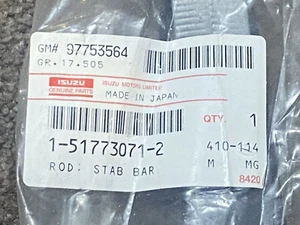 GM# 97753564
GR. 17.505
ISUZU
GENUINE PARTS
ISUZU MOTORS LIMITED
MADE IN JAPAN
QTY. 1
1-51773071-2
410-114
ROD; STAB BAR
M MG
8420